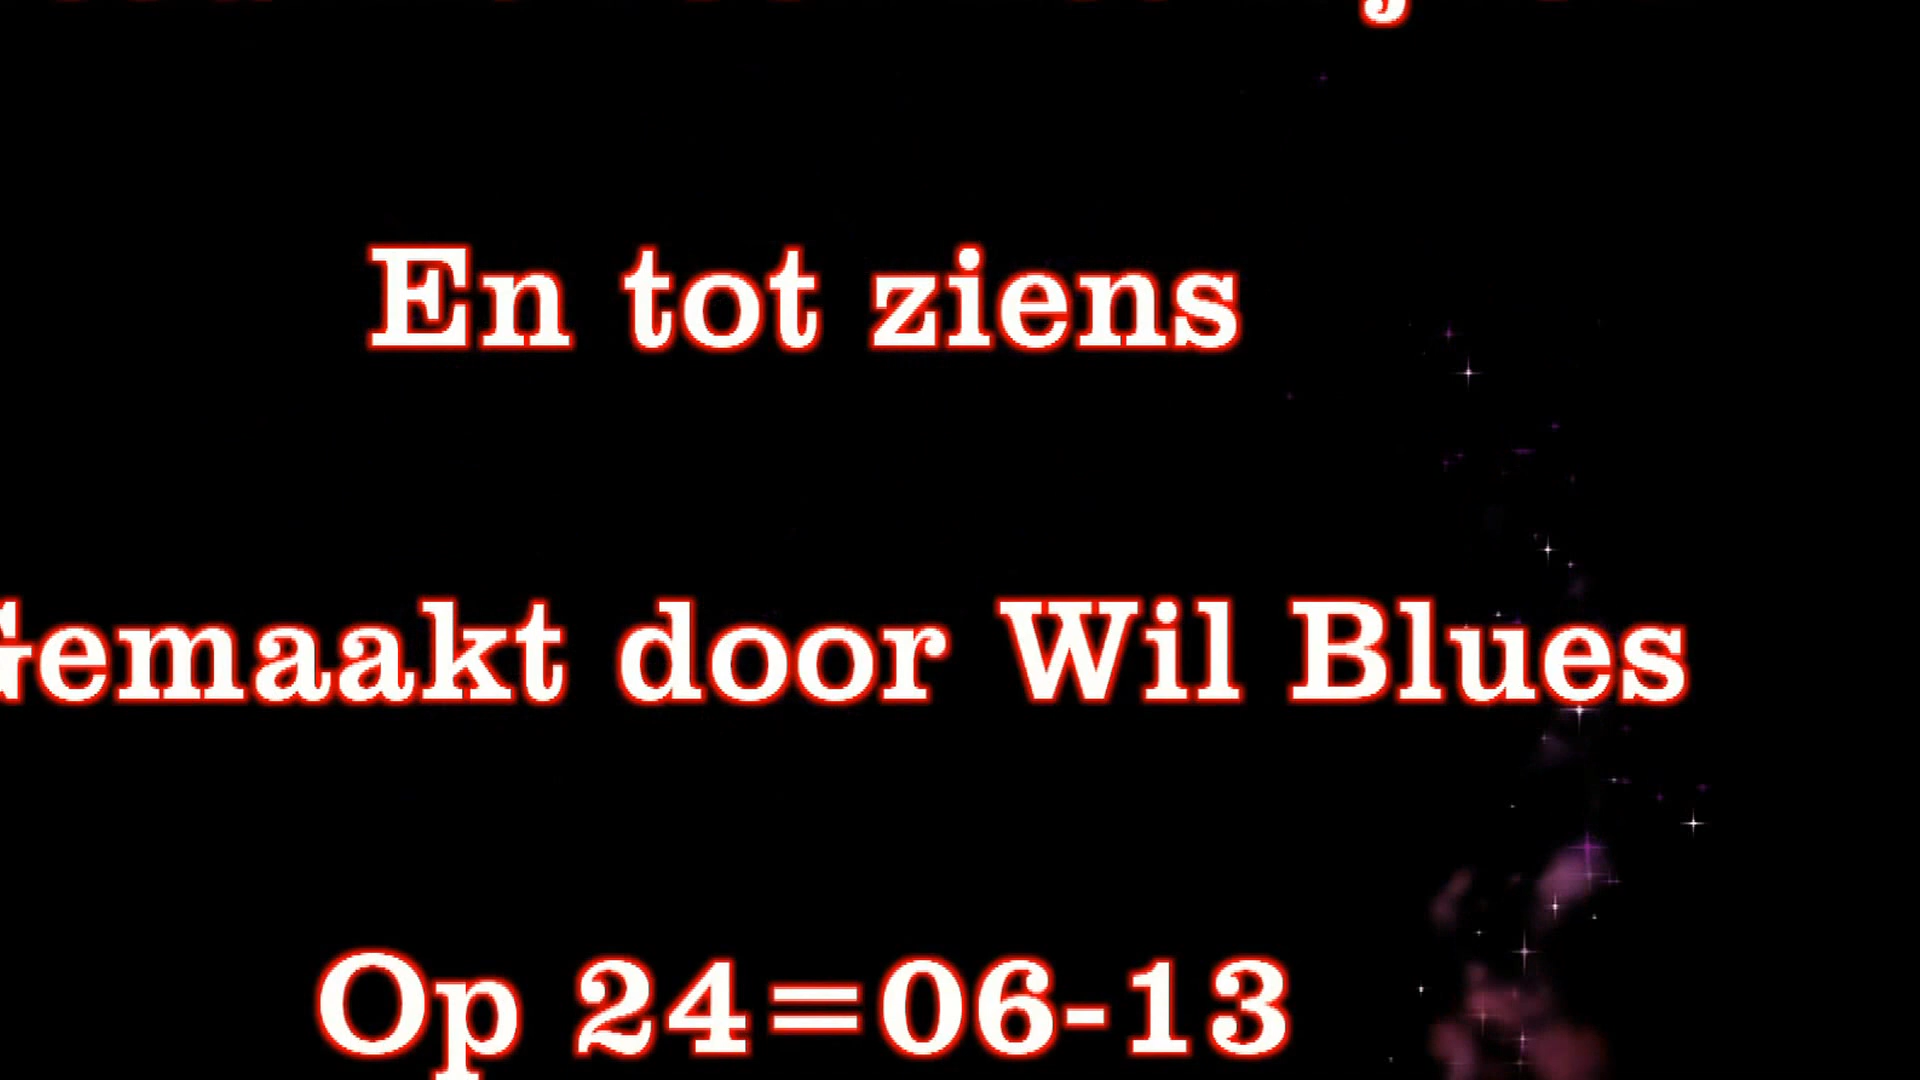 En tot ziens
Gemaakt door Wil Blues
Op 24=06-13